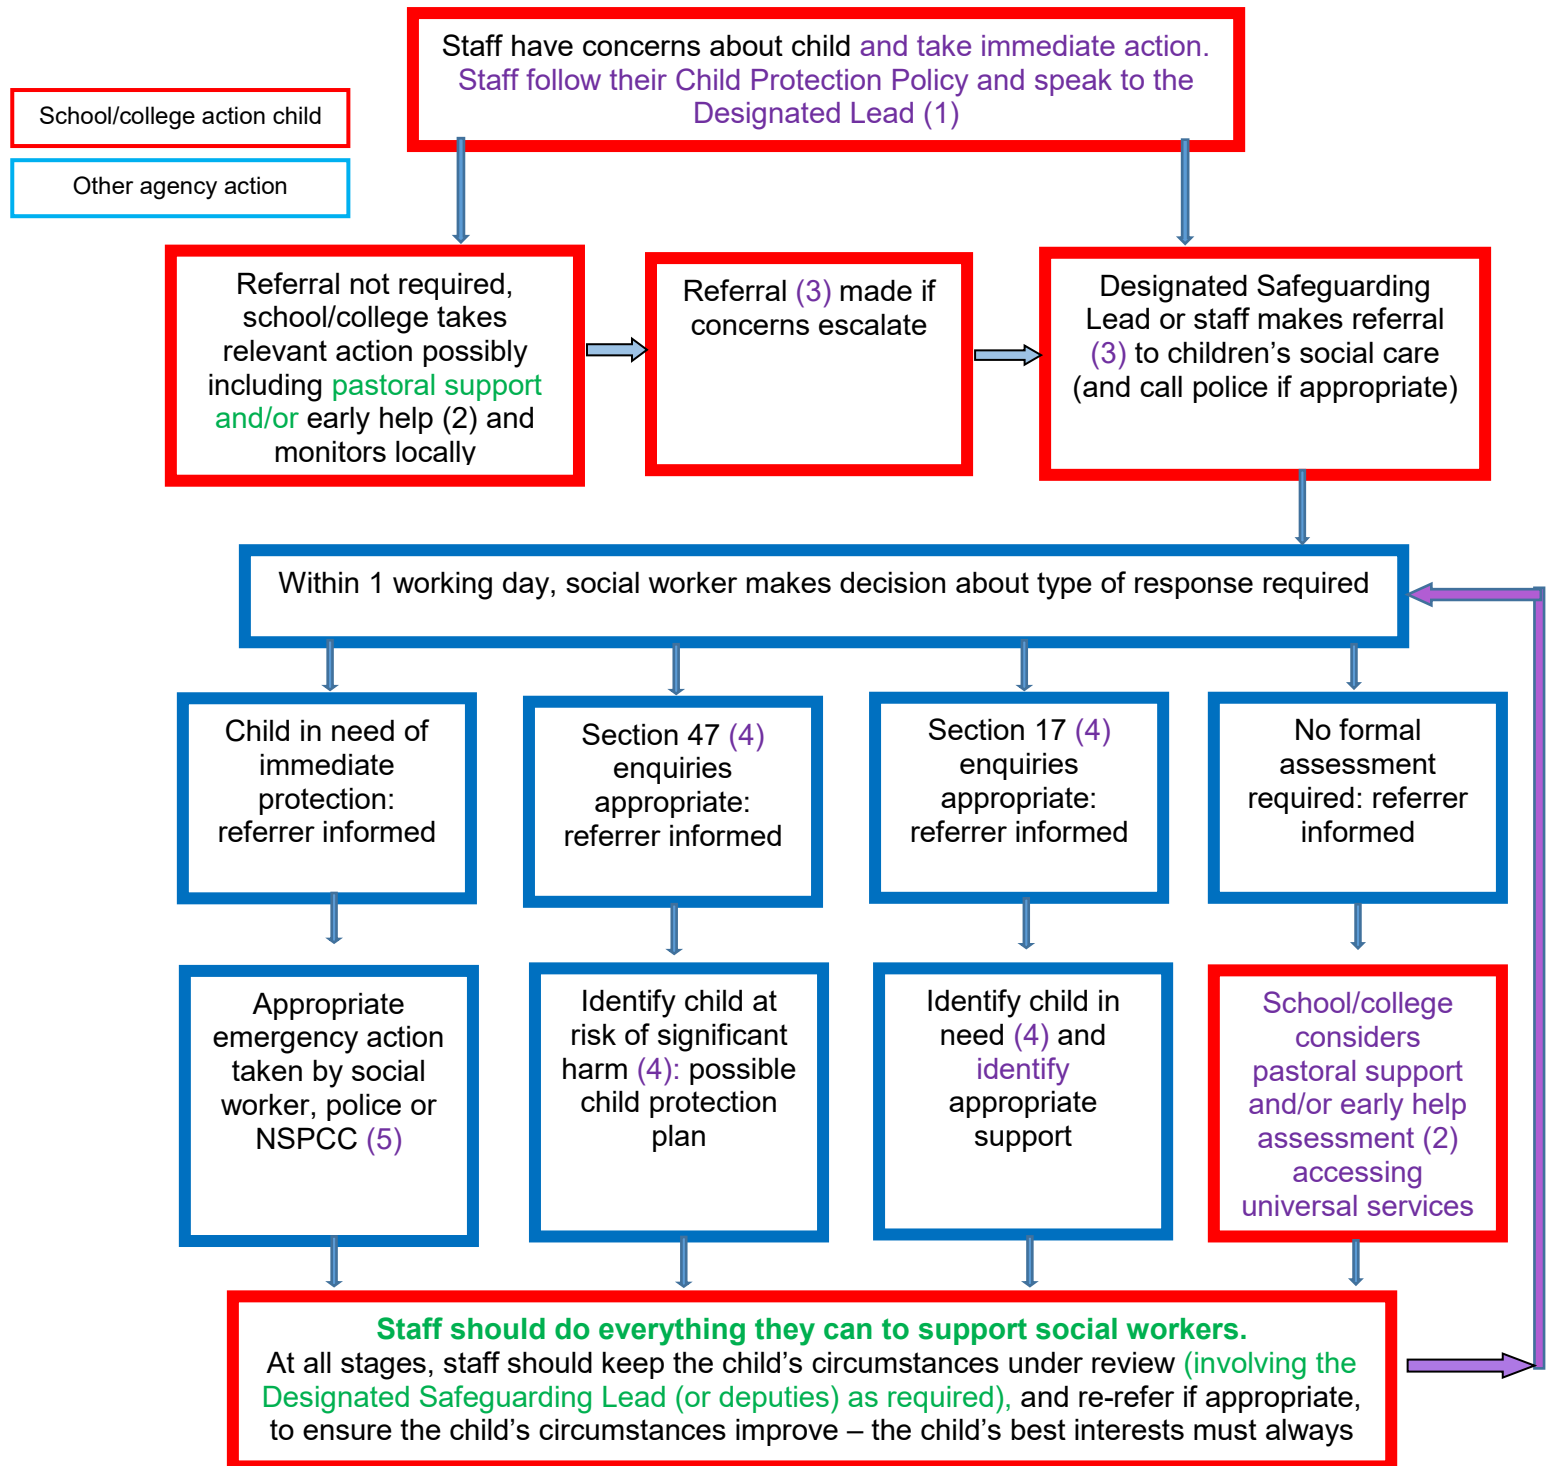 Staff have concerns about child and take immediate action.
Staff follow their Child Protection Policy and speak to the
Designated Lead (1)
School/college action child
Other agency action
Referral not required,
school/college takes
relevant action possibly
including pastoral support
and/or early help (2) and
monitors locally
Referral (3) made if
concerns escalate
Designated Safeguarding
Lead or staff makes referral
(3) to children’s social care
(and call police if appropriate)
Within 1 working day, social worker makes decision about type of response required
Child in need of
immediate
protection:
referrer informed
Section 47 (4)
enquiries
appropriate:
referrer informed
Section 17 (4)
enquiries
appropriate:
referrer informed
No formal
assessment
required: referrer
informed
Appropriate
emergency action
taken by social
worker, police or
NSPCC (5)
Identify child at
risk of significant
harm (4): possible
child protection
plan
Identify child in
need (4) and
identify
appropriate
support
School/college
considers
pastoral support
and/or early help
assessment (2)
accessing
universal services
Staff should do everything they can to support social workers.
At all stages, staff should keep the child’s circumstances under review (involving the
Designated Safeguarding Lead (or deputies) as required), and re-refer if appropriate,
to ensure the child’s circumstances improve – the child’s best interests must always